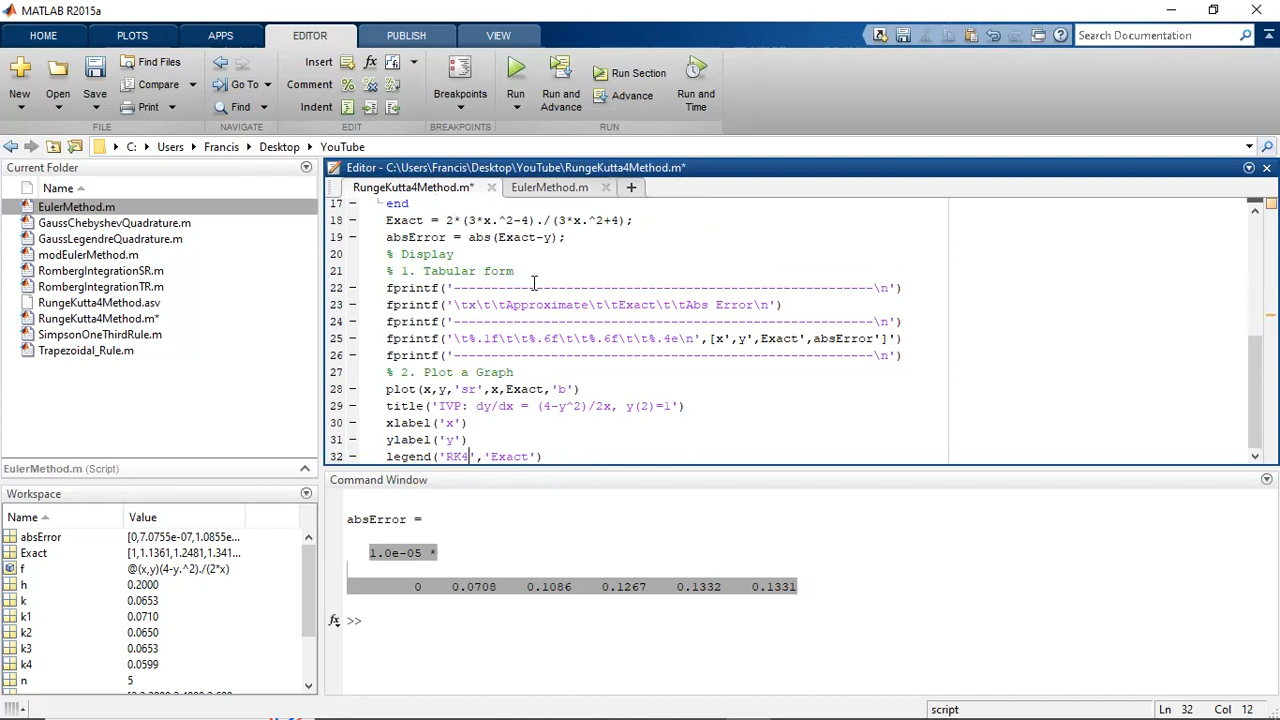 MATLAB R2015a
HOME PLOTS APPS EDITOR PUBLISH VIEW Search Documentation
New Open Save Find Files Compare Print Insert Comment Indent fx Go To Find Breakpoints Run Run and Advance Run Section Advance Run and Time
FILE NAVIGATE EDIT BREAKPOINTS RUN
C: Users Francis Desktop YouTube
Current Folder
Name
EulerMethod.m
GaussChebyshevQuadrature.m
GaussLegendreQuadrature.m
modEulerMethod.m
RombergIntegrationSR.m
RombergIntegrationTR.m
RungeKutta4Method.asv
RungeKutta4Method.m*
SimpsonOneThirdRule.m
Trapezoidal_Rule.m
EulerMethod.m (Script)
Workspace
Name Value
absError [0,7.0755e-07,1.0855e...
Exact [1,1.1361,1.2481,1.341...
f @(x,y)(4-y.^2)./(2*x)
h 0.2000
k 0.0653
k1 0.0710
k2 0.0650
k3 0.0653
k4 0.0599
n 5
Editor - C:\Users\Francis\Desktop\YouTube\RungeKutta4Method.m*
RungeKutta4Method.m* EulerMethod.m
17 end
18 Exact = 2*(3*x.^2-4)./(3*x.^2+4);
19 absError = abs(Exact-y);
20 % Display
21 % 1. Tabular form
22 fprintf('--------------------------------------------------------\n')
23 fprintf('\tx\t\tApproximate\t\tExact\t\tAbs Error\n')
24 fprintf('--------------------------------------------------------\n')
25 fprintf('\t%.1f\t\t%.6f\t\t%.6f\t\t%.4e\n',[x',y',Exact',absError']')
26 fprintf('--------------------------------------------------------\n')
27 % 2. Plot a Graph
28 plot(x,y,'sr',x,Exact,'b')
29 title('IVP: dy/dx = (4-y^2)/2x, y(2)=1')
30 xlabel('x')
31 ylabel('y')
32 legend('RK4','Exact')
Command Window
absError =
1.0e-05 *
0 0.0708 0.1086 0.1267 0.1332 0.1331
fx >>
script Ln 32 Col 12